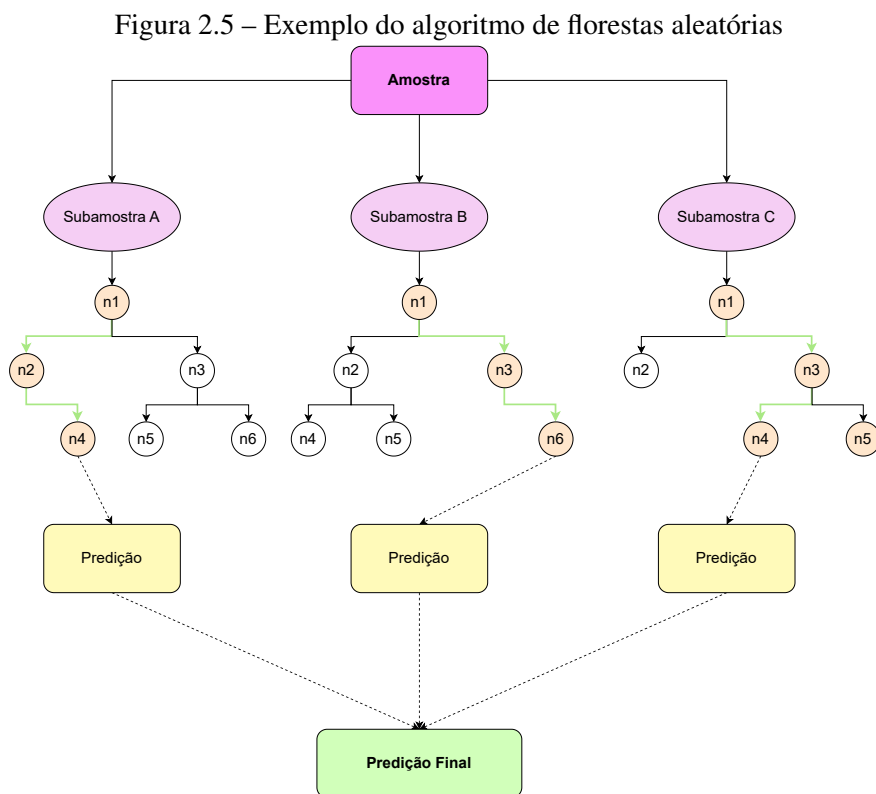 Figura 2.5 – Exemplo do algoritmo de florestas aleatórias
Amostra
Subamostra A
Subamostra B
Subamostra C
n1
n1
n1
n2
n3
n2
n3
n2
n3
n4
n5
n6
n4
n5
n6
n4
n5
Predição
Predição
Predição
Predição Final